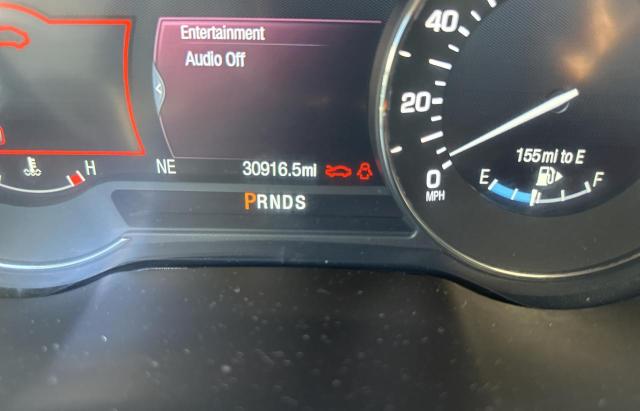 Entertainment
Audio Off
40
20
0
MPH
155mi to E
E F
H
NE 30916.5mi
PRNDS